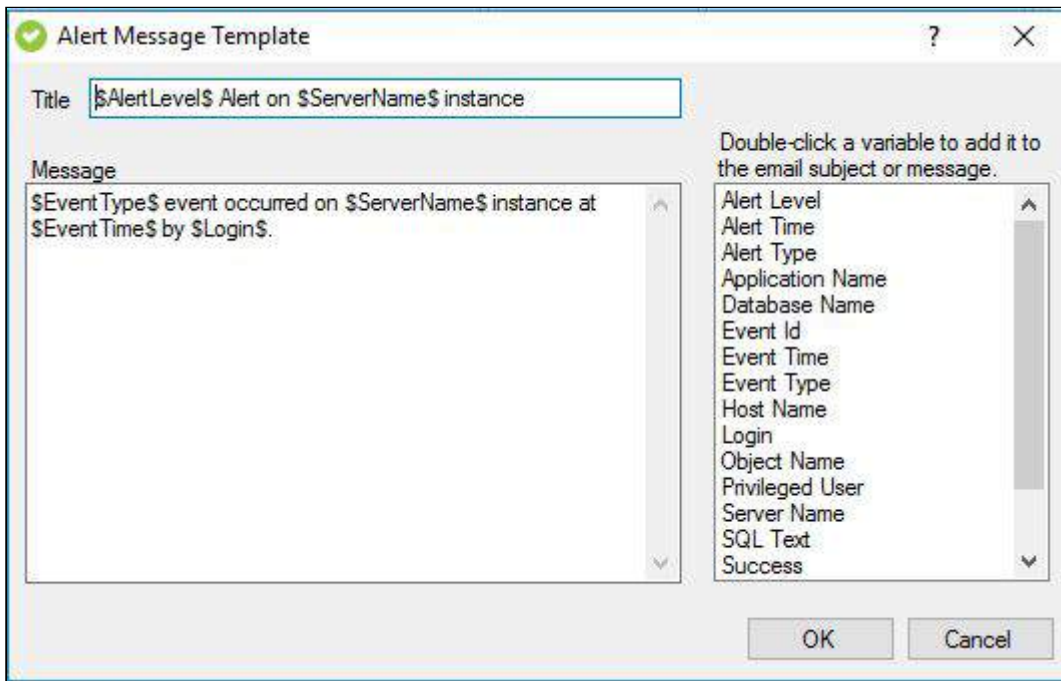 Alert Message Template
?
Title
$AlertLevel$ Alert on $ServerName$ instance
Double-click a variable to add it to
the email subject or message.
Message
$EventType$ event occurred on $ServerName$ instance at
$EventTime$ by $Login$.
Alert Level
Alert Time
Alert Type
Application Name
Database Name
Event Id
Event Time
Event Type
Host Name
Login
Object Name
Privileged User
Server Name
SQL Text
Success
OK
Cancel